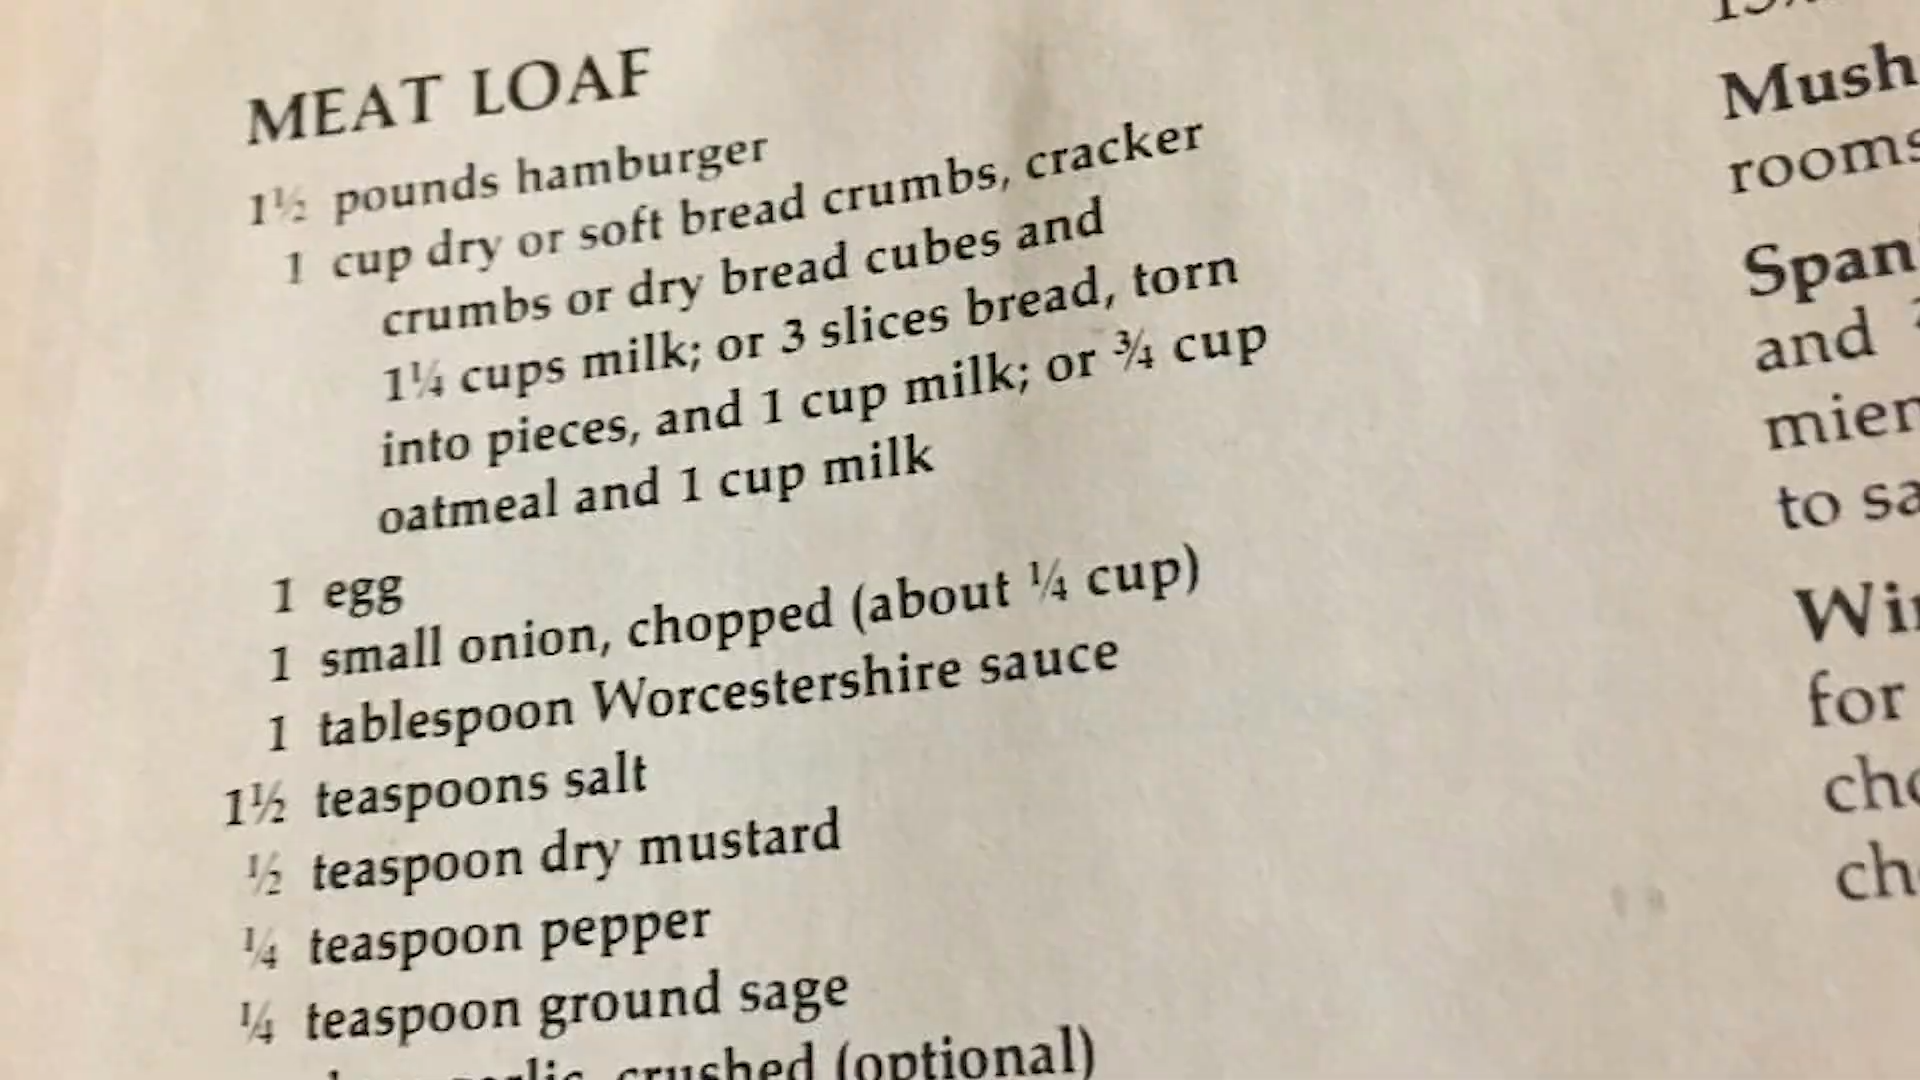 MEAT LOAF
1½ pounds hamburger
1 cup dry or soft bread crumbs, cracker
crumbs or dry bread cubes and
1¼ cups milk; or 3 slices bread, torn
into pieces, and 1 cup milk; or ¾ cup
oatmeal and 1 cup milk
1 egg
1 small onion, chopped (about ¼ cup)
1 tablespoon Worcestershire sauce
1½ teaspoons salt
½ teaspoon dry mustard
¼ teaspoon pepper
¼ teaspoon ground sage
crushed (optional)
Mush
rooms
Span
and
mien
to sa
for
cho
ch